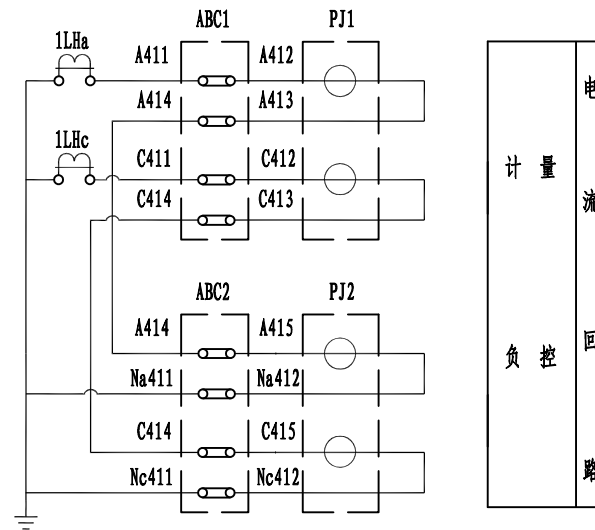 ABC1 PJ1
1LHa
A411 A412
A414 A413
1LHc
C411 C412
C414 C413
ABC2 PJ2
A414 A415
Na411 Na412
C414 C415
Nc411 Nc412
计量
负控
电
流
回
路